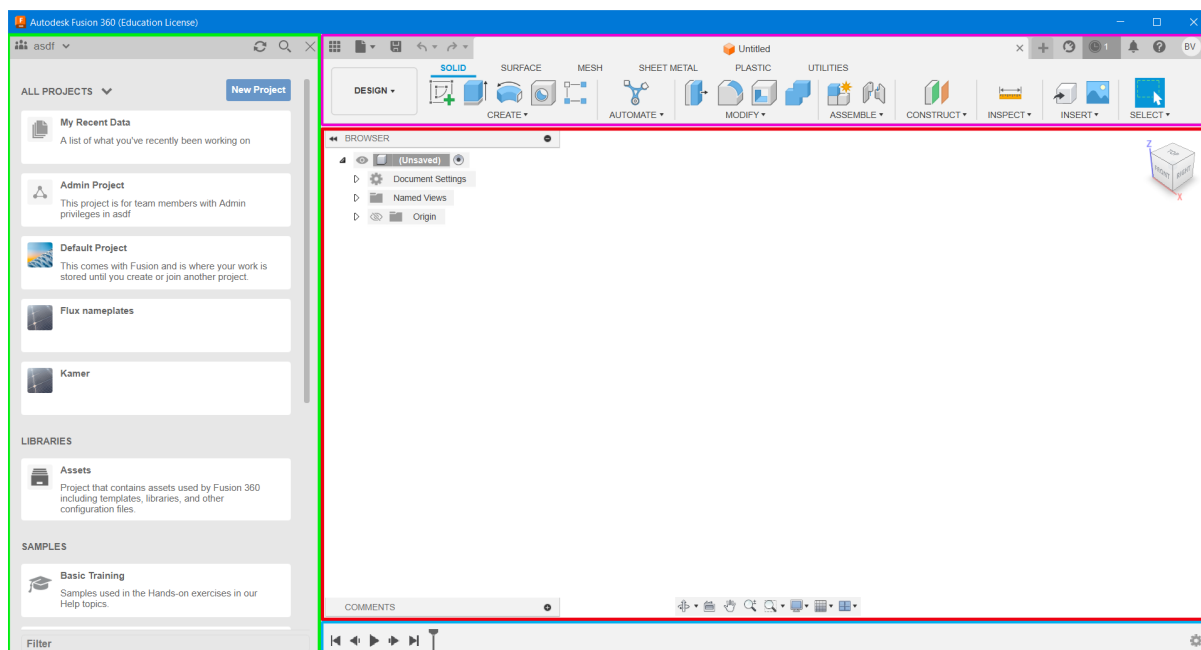 Autodesk Fusion 360 (Education License)
asdf
Untitled
1
BV
ALL PROJECTS
New Project
My Recent Data
A list of what you've recently been working on
Admin Project
This project is for team members with Admin
privileges in asdf
Default Project
This comes with Fusion and is where your work is
stored until you create or join another project.
Flux nameplates
Kamer
LIBRARIES
Assets
Project that contains assets used by Fusion 360
including templates, libraries, and other
configuration files.
SAMPLES
Basic Training
Samples used in the Hands-on exercises in our
Help topics.
Filter
SOLID SURFACE MESH SHEET METAL PLASTIC UTILITIES
DESIGN
CREATE AUTOMATE MODIFY ASSEMBLE CONSTRUCT INSPECT INSERT SELECT
BROWSER
(Unsaved)
Document Settings
Named Views
Origin
Z
TOP
FRONT RIGHT
X
COMMENTS